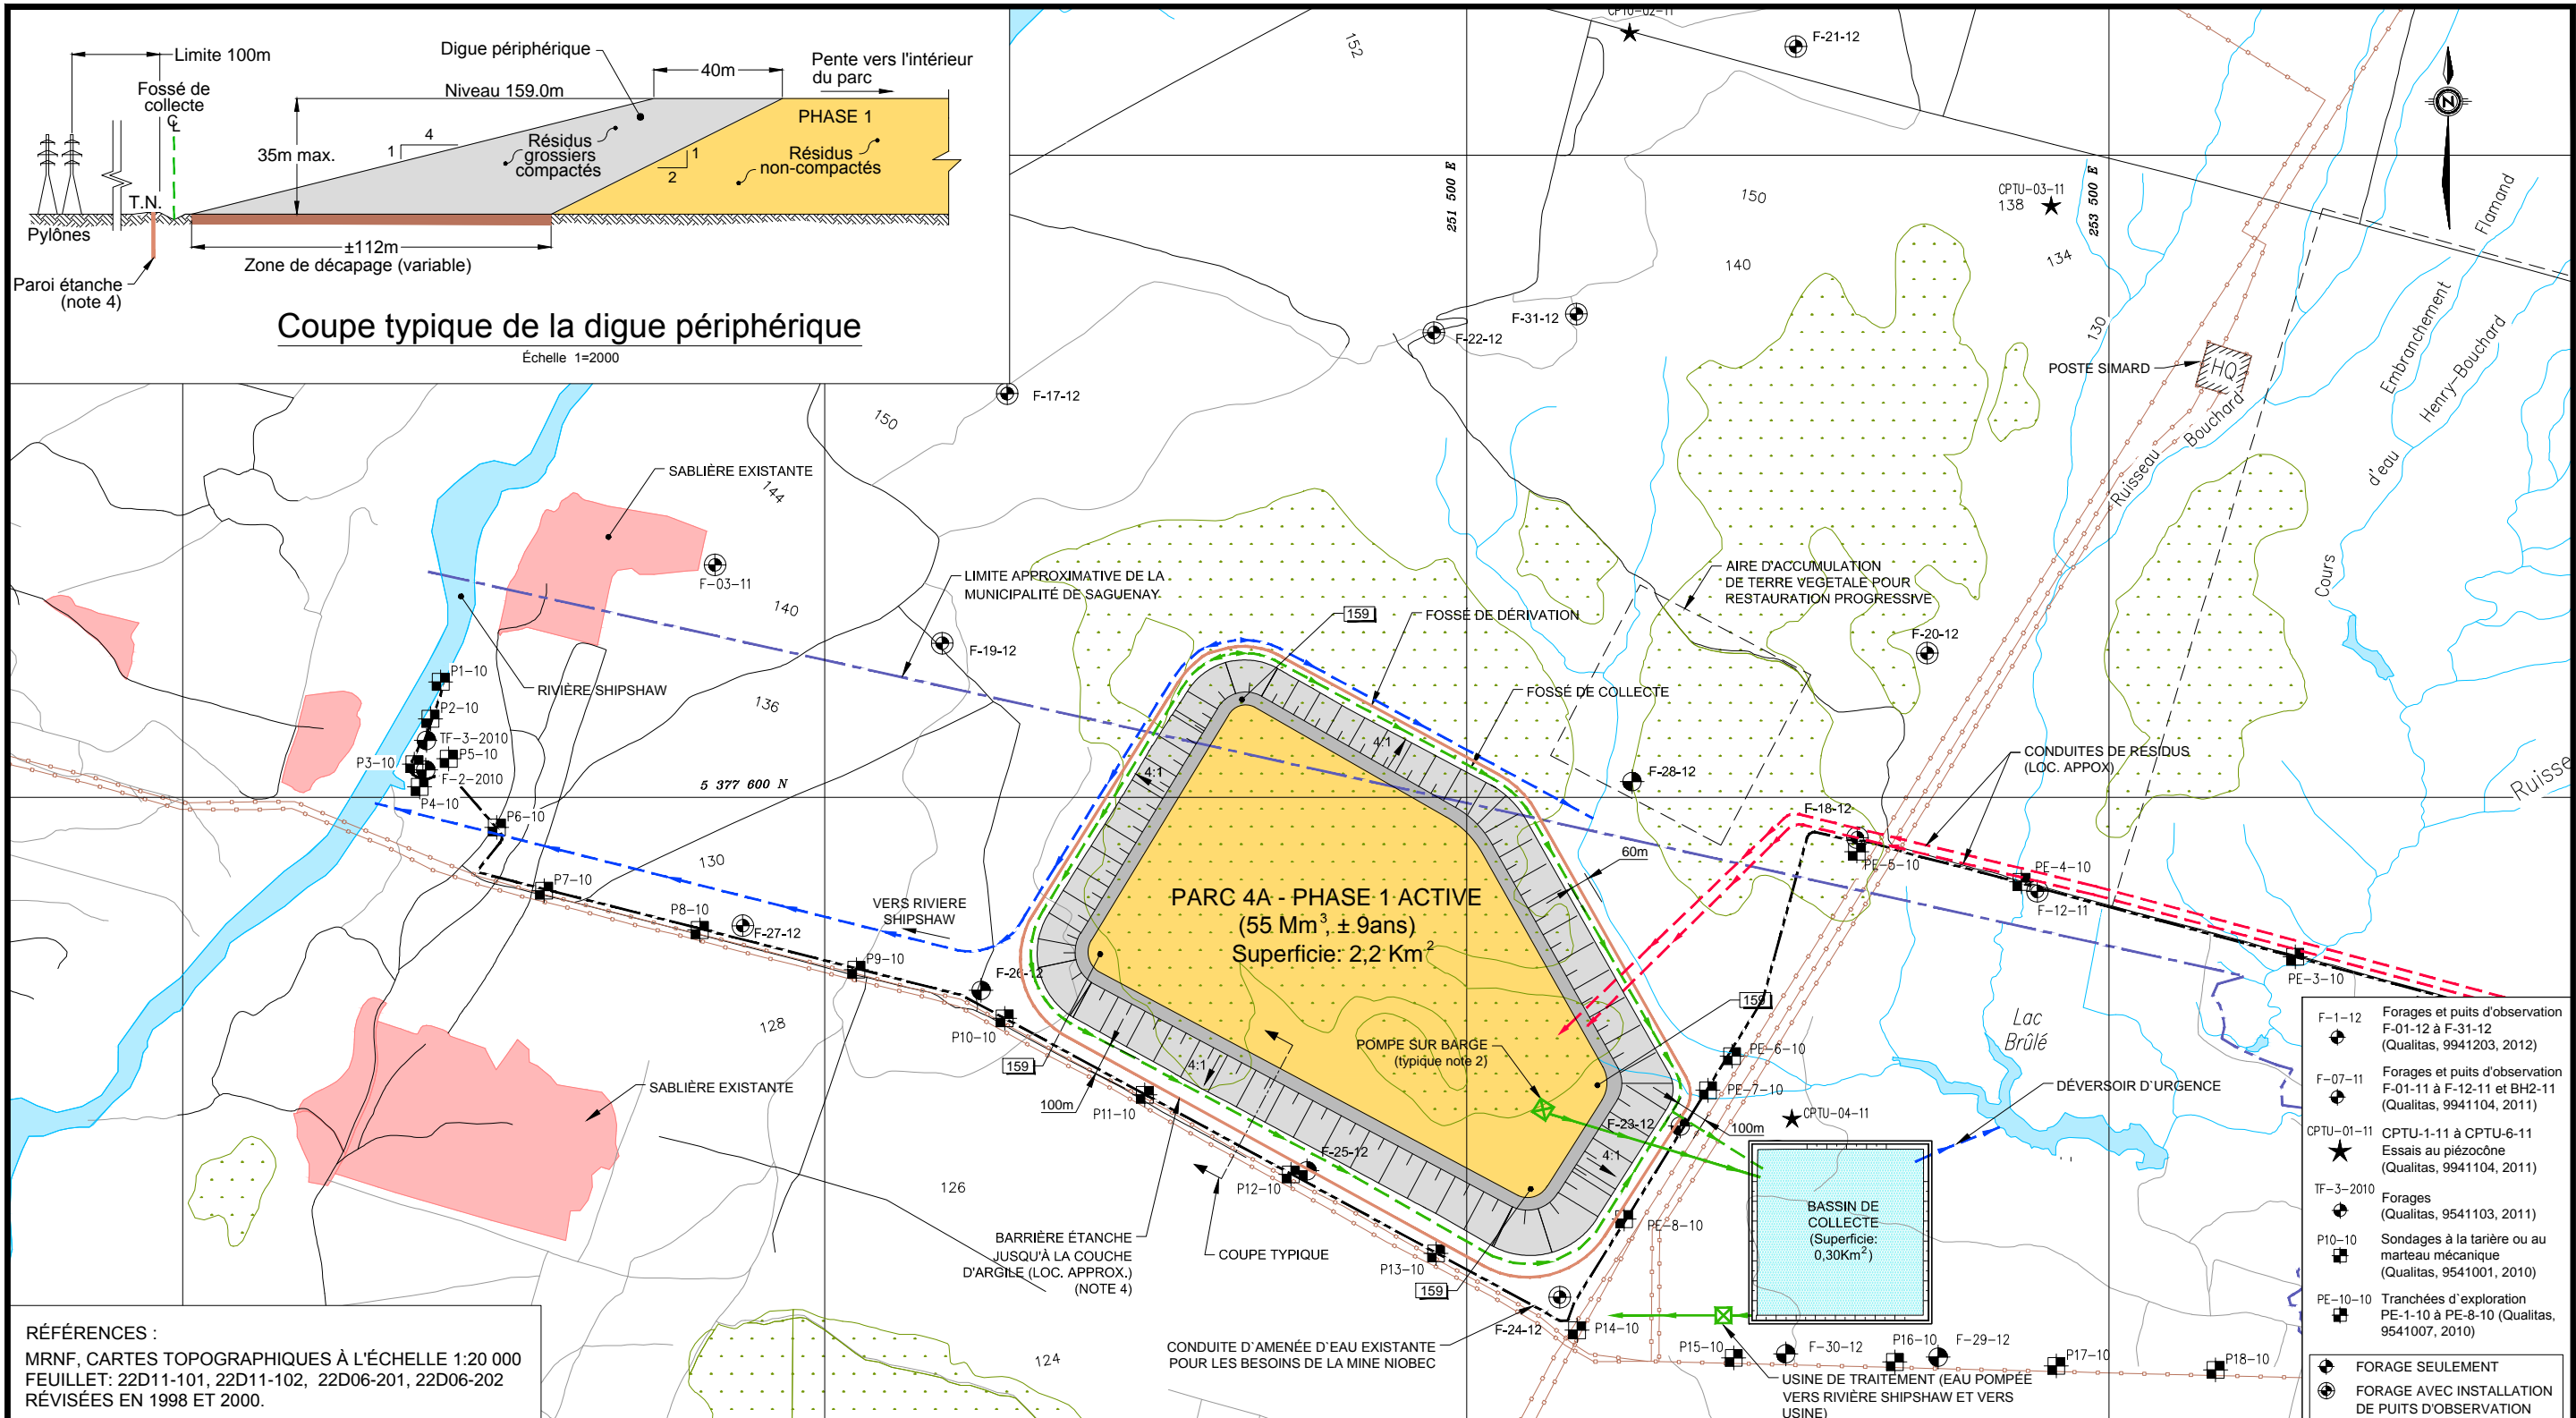 Limite 100m
Fossé de
collecte
Digue périphérique
40m
Pente vers l'intérieur
du parc
Niveau 159.0m
PHASE 1
4
1
35m max.
Résidus
grossiers
compactés
1
2
Résidus
non-compactés
T.N.
Pylônes
±112m
Zone de décapage (variable)
Paroi étanche
(note 4)
Coupe typique de la digue périphérique
Échelle 1=2000
CPTU-02-11
F-21-12
152
251 500 E
150
CPTU-03-11
138
253 500 E
134
140
130
Flamand
Embranchement
Henry-Bouchard
d'eau
Cours
Ruisseau
Bouchard
POSTE SIMARD
HQ
F-31-12
F-22-12
F-17-12
150
SABLIÈRE EXISTANTE
144
F-03-11
140
LIMITE APPROXIMATIVE DE LA
MUNICIPALITÉ DE SAGUENAY
159
FOSSÉ DE DÉRIVATION
AIRE D'ACCUMULATION
DE TERRE VEGETALE POUR
RESTAURATION PROGRESSIVE
F-20-12
F-19-12
RIVIÈRE SHIPSHAW
136
FOSSÉ DE COLLECTE
P1-10
P2-10
TF-3-2010
P5-10
P3-10
F-2-2010
P4-10
P6-10
5 377 600 N
4:1
4:1
F-28-12
CONDUITES DE RESIDUS
(LOC. APPOX)
Ruisse
F-18-12
PE-5-10
PE-4-10
F-12-11
PE-3-10
60m
130
P7-10
P8-10
F-27-12
VERS RIVIERE
SHIPSHAW
P9-10
F-26-12
P10-10
PARC 4A - PHASE 1 ACTIVE
(55 Mm³, ± 9ans)
Superficie: 2,2 Km²
159
128
159
POMPE SUR BARGE
(typique note 2)
PE-6-10
PE-7-10
Lac
Brûlé
DÉVERSOIR D'URGENCE
CPTU-04-11
100m
F-23-12
4:1
100m
4:1
P11-10
SABLIÈRE EXISTANTE
F-25-12
P12-10
126
BARRIÈRE ÉTANCHE
JUSQU'À LA COUCHE
D'ARGILE (LOC. APPROX.)
(NOTE 4)
COUPE TYPIQUE
PE-8-10
BASSIN DE
COLLECTE
(Superficie:
0,30Km²)
P13-10
159
F-24-12
P14-10
CONDUITE D'AMENÉE D'EAU EXISTANTE
POUR LES BESOINS DE LA MINE NIOBEC
124
P15-10
F-30-12
P16-10
F-29-12
P17-10
P18-10
USINE DE TRAITEMENT (EAU POMPÉE
VERS RIVIÈRE SHIPSHAW ET VERS
USINE)
RÉFÉRENCES :
MRNF, CARTES TOPOGRAPHIQUES À L'ÉCHELLE 1:20 000
FEUILLET: 22D11-101, 22D11-102, 22D06-201, 22D06-202
RÉVISÉES EN 1998 ET 2000.
F-1-12
Forages et puits d'observation
F-01-12 à F-31-12
(Qualitas, 9941203, 2012)
F-07-11
Forages et puits d'observation
F-01-11 à F-12-11 et BH2-11
(Qualitas, 9941104, 2011)
CPTU-01-11
CPTU-1-11 à CPTU-6-11
Essais au piézocône
(Qualitas, 9941104, 2011)
TF-3-2010
Forages
(Qualitas, 9541103, 2011)
P10-10
Sondages à la tarière ou au
marteau mécanique
(Qualitas, 9541001, 2010)
PE-10-10
Tranchées d'exploration
PE-1-10 à PE-8-10 (Qualitas,
9541007, 2010)
FORAGE SEULEMENT
FORAGE AVEC INSTALLATION
DE PUITS D'OBSERVATION